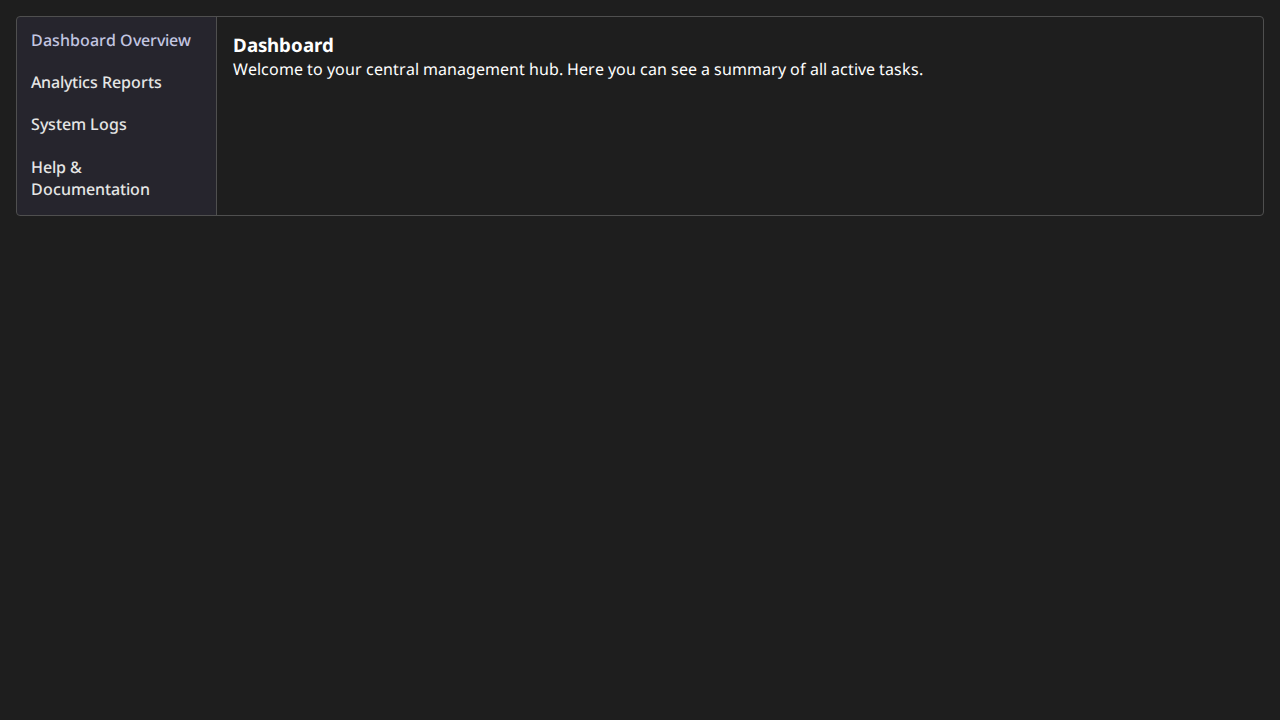 Dashboard Overview
Analytics Reports
System Logs
Help &
Documentation
Dashboard
Welcome to your central management hub. Here you can see a summary of all active tasks.